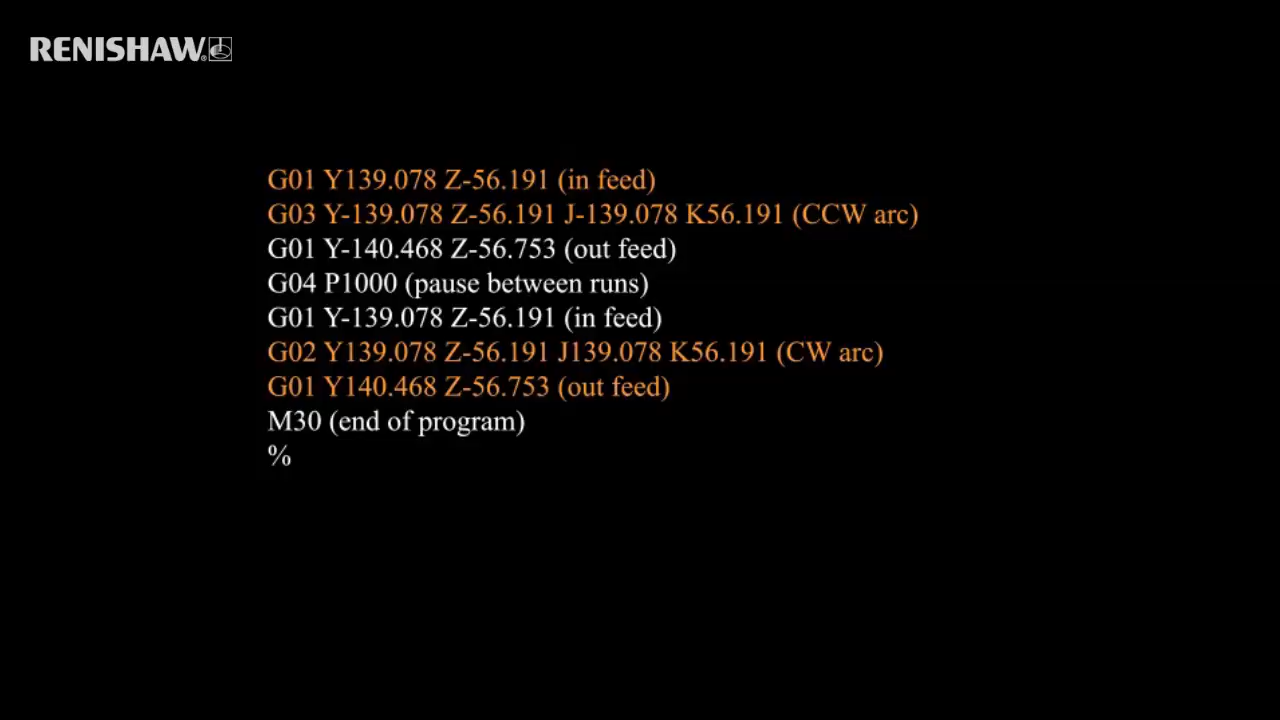 RENISHAW®
G01 Y139.078 Z-56.191 (in feed)
G03 Y-139.078 Z-56.191 J-139.078 K56.191 (CCW arc)
G01 Y-140.468 Z-56.753 (out feed)
G04 P1000 (pause between runs)
G01 Y-139.078 Z-56.191 (in feed)
G02 Y139.078 Z-56.191 J139.078 K56.191 (CW arc)
G01 Y140.468 Z-56.753 (out feed)
M30 (end of program)
%